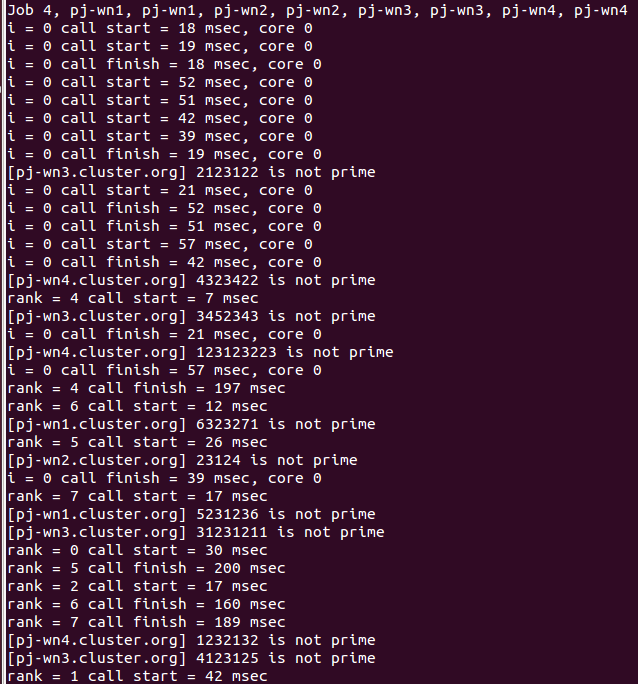 Job 4, pj-wn1, pj-wn1, pj-wn2, pj-wn2, pj-wn3, pj-wn3, pj-wn4, pj-wn4
i = 0 call start = 18 msec, core 0
i = 0 call start = 19 msec, core 0
i = 0 call finish = 18 msec, core 0
i = 0 call start = 52 msec, core 0
i = 0 call start = 51 msec, core 0
i = 0 call start = 42 msec, core 0
i = 0 call start = 39 msec, core 0
i = 0 call finish = 19 msec, core 0
[pj-wn3.cluster.org] 2123122 is not prime
i = 0 call start = 21 msec, core 0
i = 0 call finish = 52 msec, core 0
i = 0 call finish = 51 msec, core 0
i = 0 call start = 57 msec, core 0
i = 0 call finish = 42 msec, core 0
[pj-wn4.cluster.org] 4323422 is not prime
rank = 4 call start = 7 msec
[pj-wn3.cluster.org] 3452343 is not prime
i = 0 call finish = 21 msec, core 0
[pj-wn4.cluster.org] 123123223 is not prime
i = 0 call finish = 57 msec, core 0
rank = 4 call finish = 197 msec
rank = 6 call start = 12 msec
[pj-wn1.cluster.org] 6323271 is not prime
rank = 5 call start = 26 msec
[pj-wn2.cluster.org] 23124 is not prime
i = 0 call finish = 39 msec, core 0
rank = 7 call start = 17 msec
[pj-wn1.cluster.org] 5231236 is not prime
[pj-wn3.cluster.org] 31231211 is not prime
rank = 0 call start = 30 msec
rank = 5 call finish = 200 msec
rank = 2 call start = 17 msec
rank = 6 call finish = 160 msec
rank = 7 call finish = 189 msec
[pj-wn4.cluster.org] 1232132 is not prime
[pj-wn3.cluster.org] 4123125 is not prime
rank = 1 call start = 42 msec